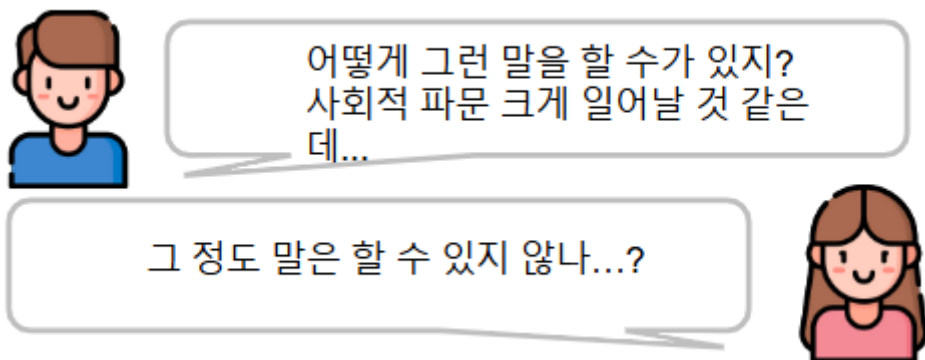 어떻게 그런 말을 할 수가 있지?
사회적 파문 크게 일어날 것 같은
데...
그 정도 말은 할 수 있지 않나...?